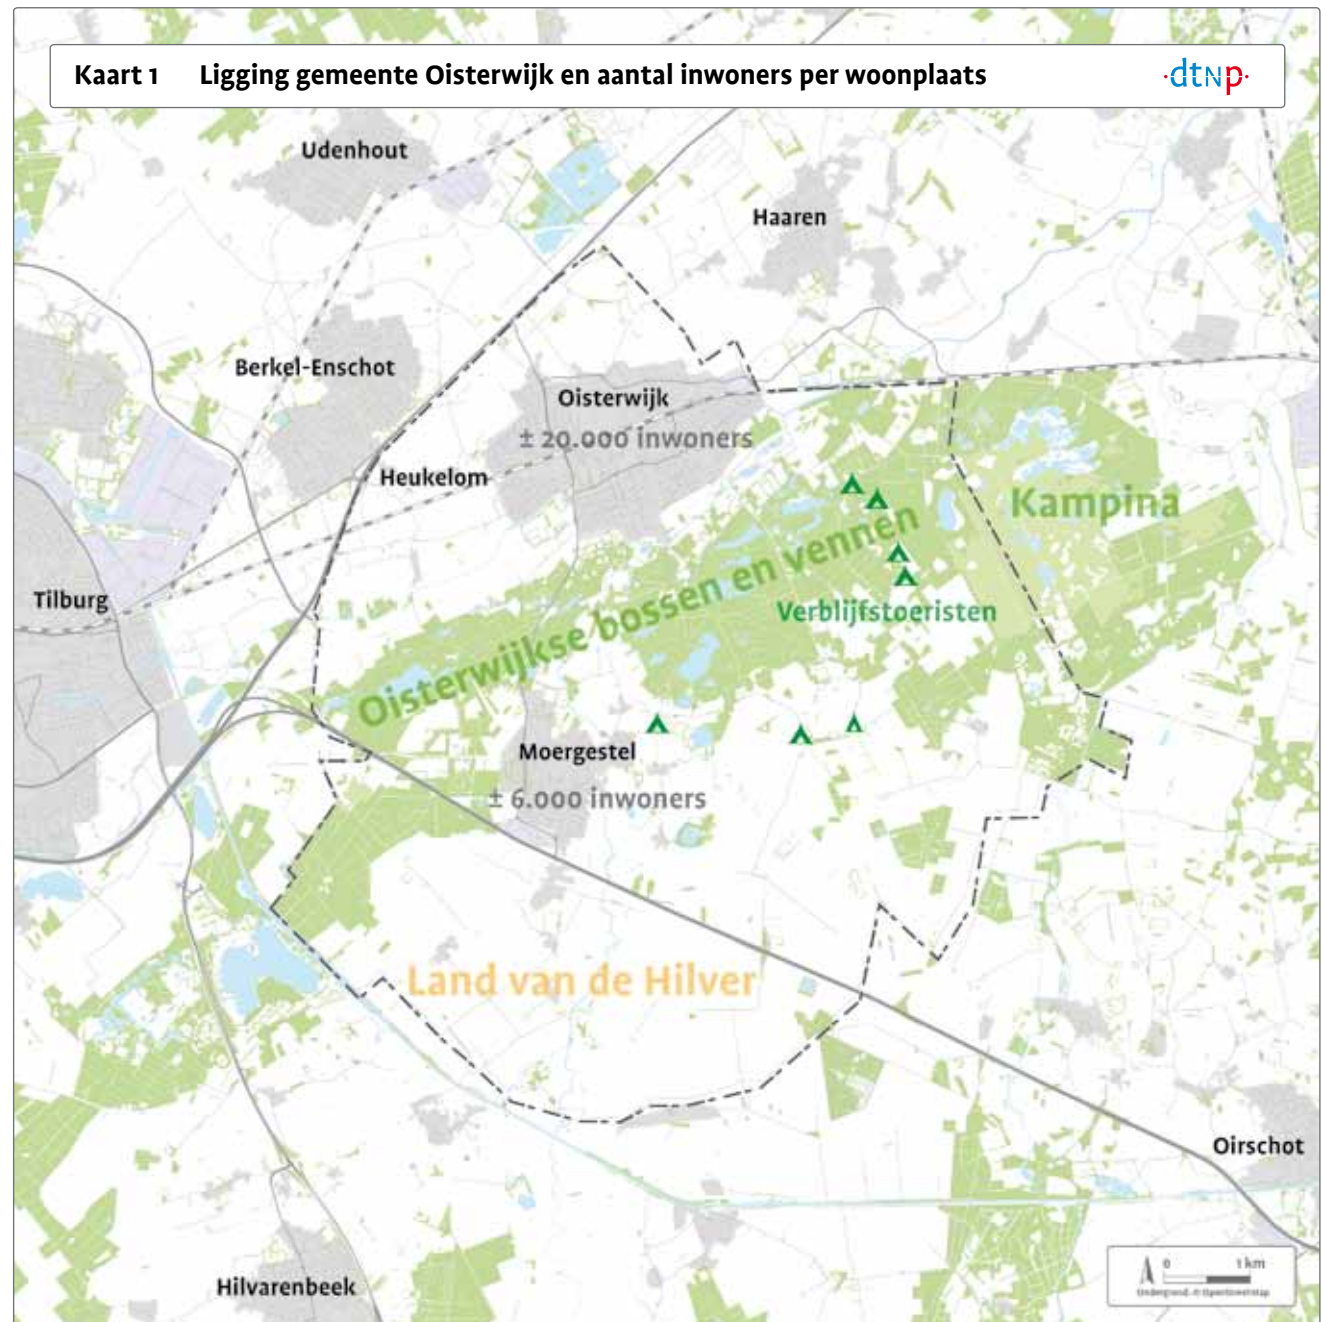 Kaart 1 Ligging gemeente Oisterwijk en aantal inwoners per woonplaats
·dtNp·
Udenhout
Haaren
Berkel-Enschot
Oisterwijk
± 20.000 inwoners
Heukelom
Kampina
Oisterwijkse bossen en vennen
Tilburg
Verblijfstoeristen
Moergestel
± 6.000 inwoners
Land van de Hilver
Oirschot
Hilvarenbeek
0 1 km
Ondergrond: © OpenStreetMap